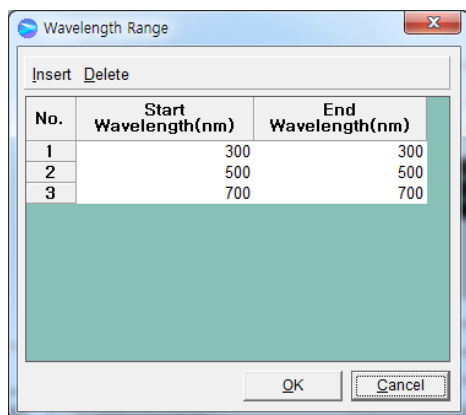 Wavelength Range
Insert Delete
No. Start Wavelength(nm) End Wavelength(nm)
1 300 300
2 500 500
3 700 700
OK Cancel